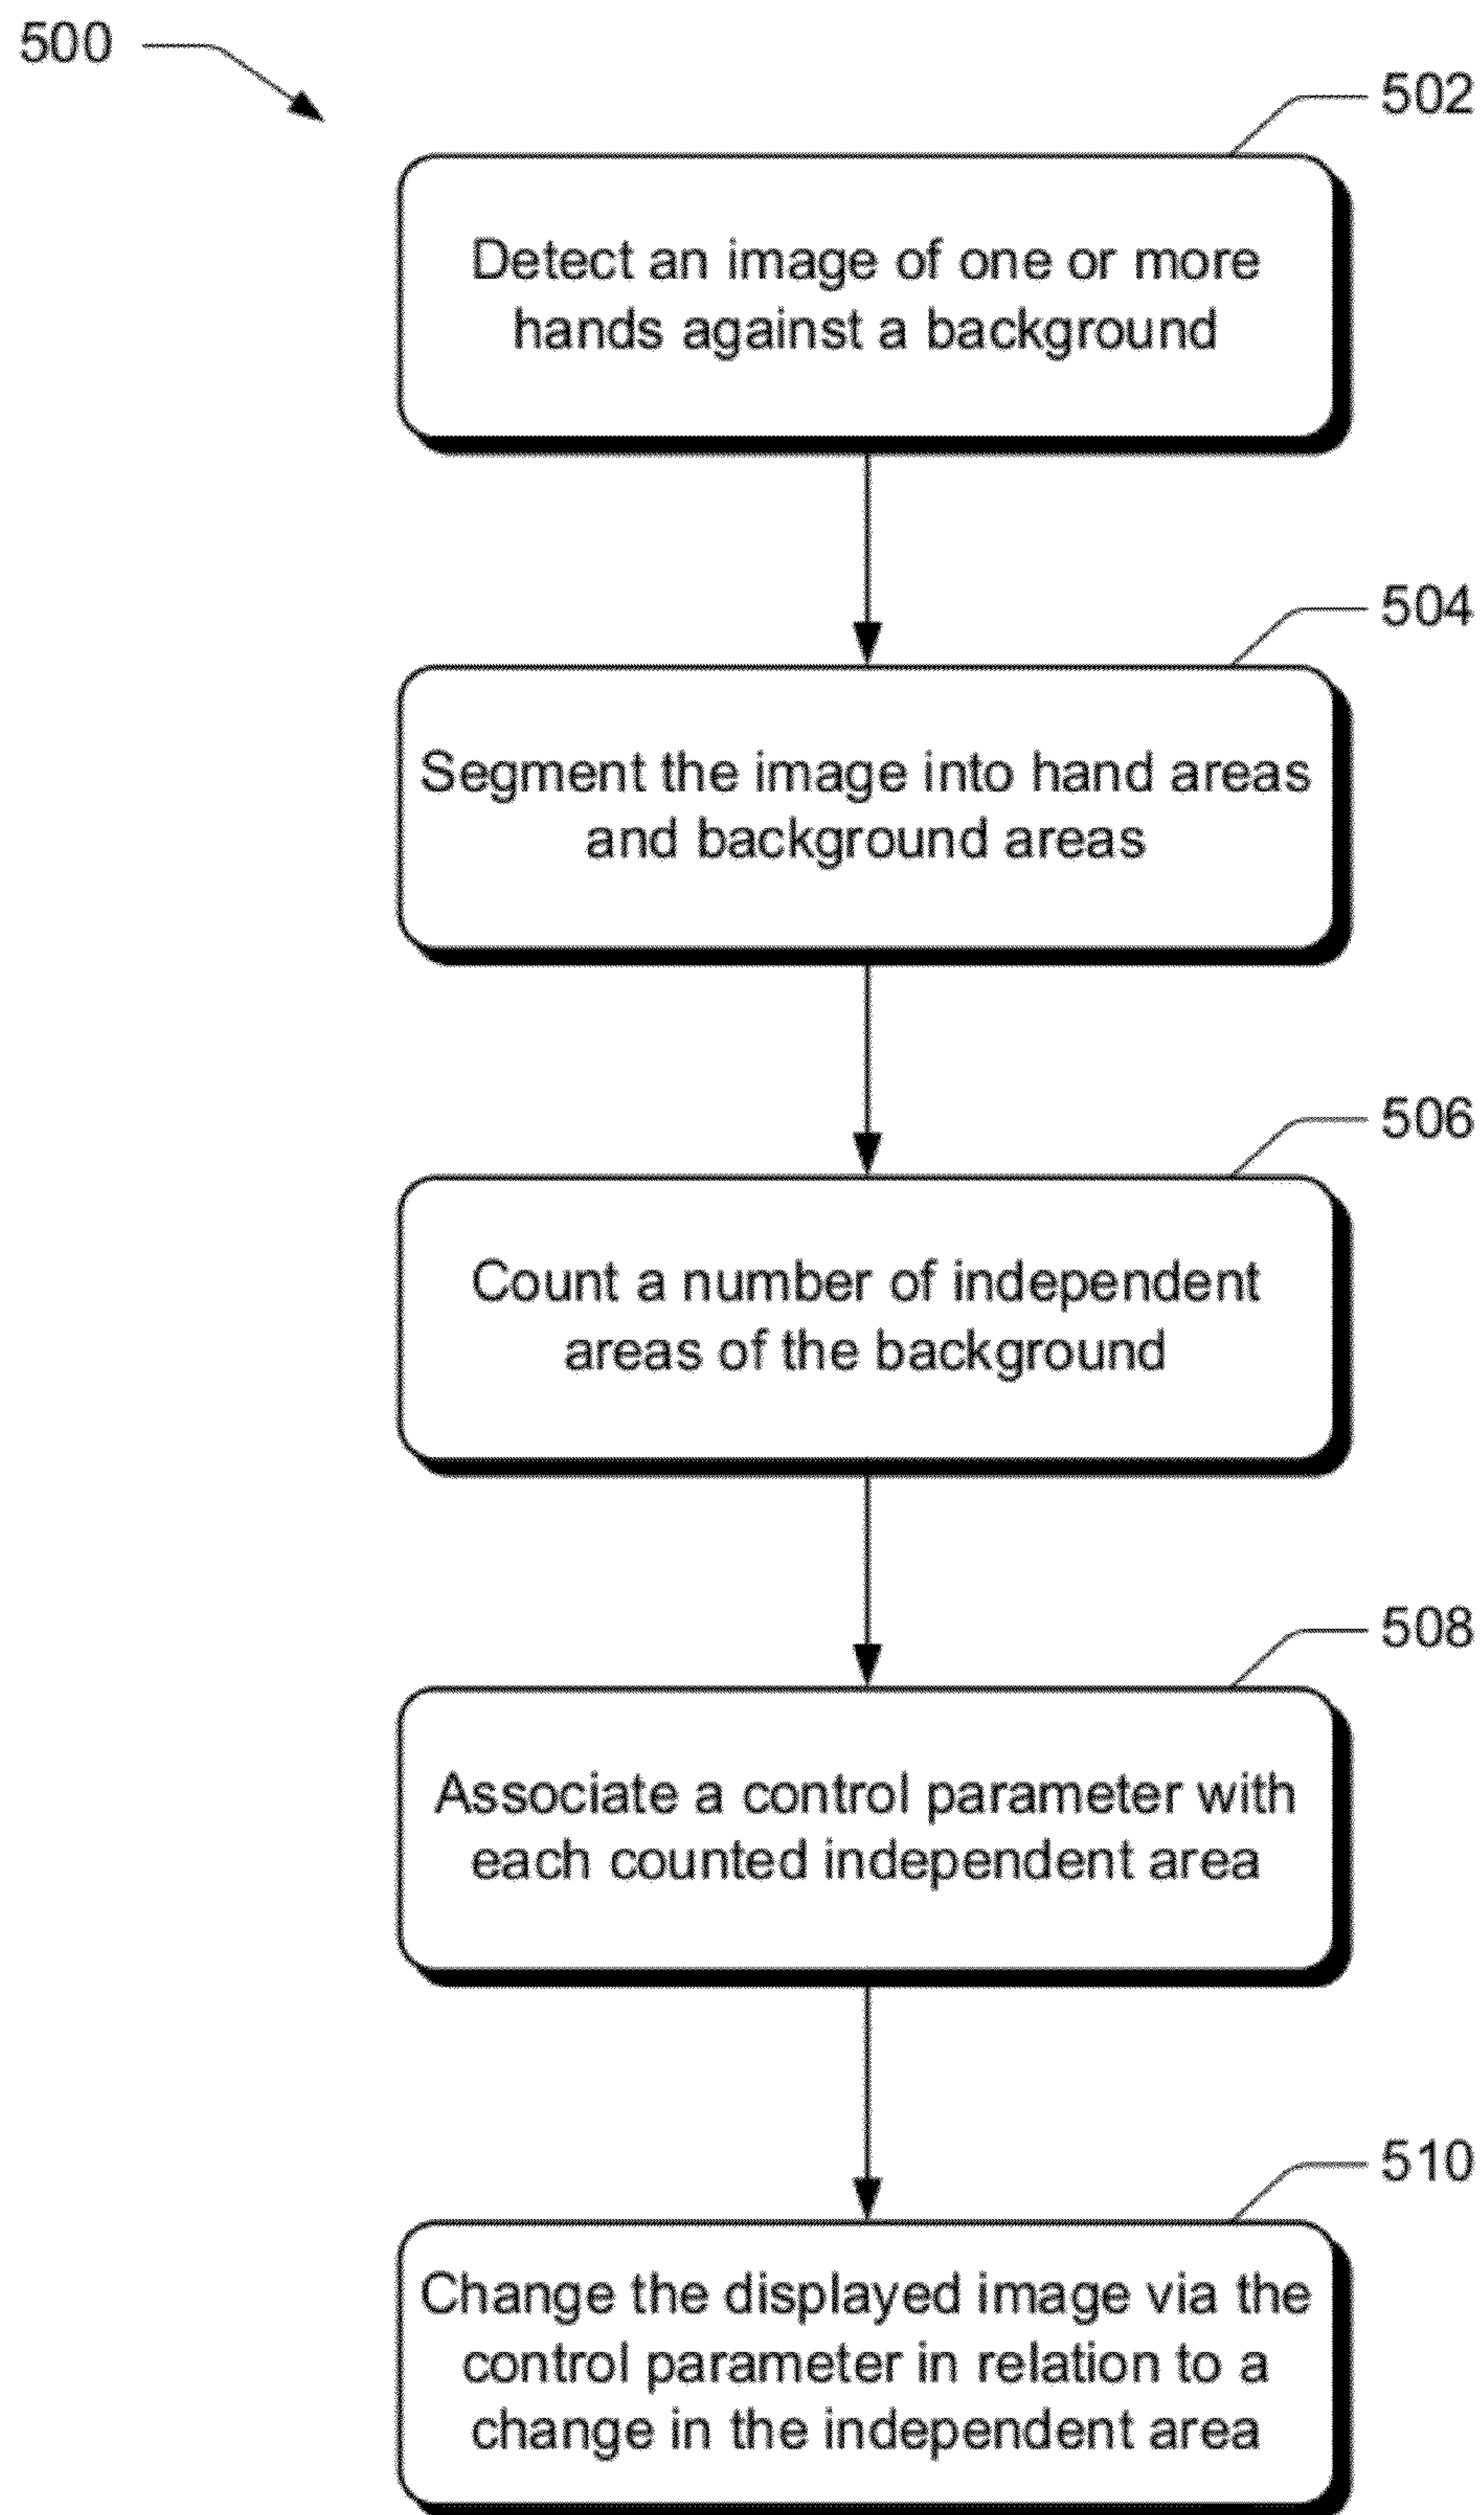 500
502
Detect an image of one or more
hands against a background
504
Segment the image into hand areas
and background areas
506
Count a number of independent
areas of the background
508
Associate a control parameter with
each counted independent area
510
Change the displayed image via the
control parameter in relation to a
change in the independent area